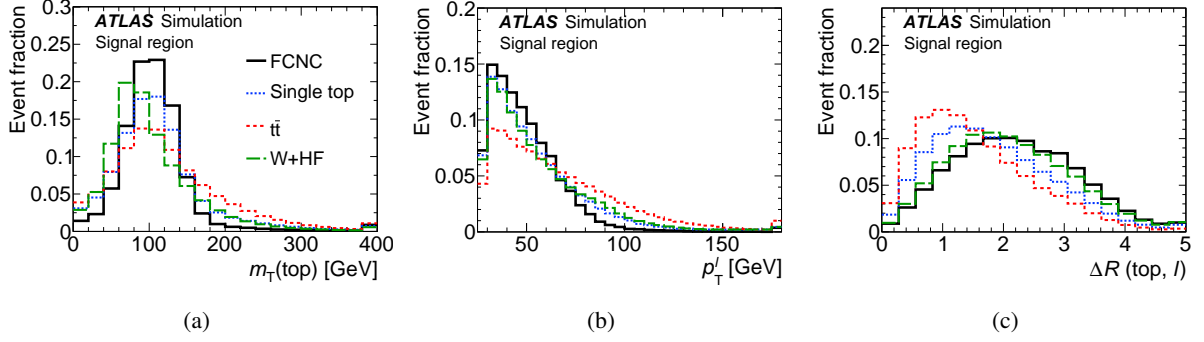 ATLAS Simulation
Signal region
FCNC
Single top
tt̄
W+HF
Event fraction
0
0.05
0.1
0.15
0.2
0.25
0.3
0 100 200 300 400
m_T(top) [GeV]
(a)
ATLAS Simulation
Signal region
Event fraction
0
0.05
0.1
0.15
0.2
50 100 150
p_T^l [GeV]
(b)
ATLAS Simulation
Signal region
Event fraction
0
0.05
0.1
0.15
0.2
0 1 2 3 4 5
ΔR (top, l)
(c)